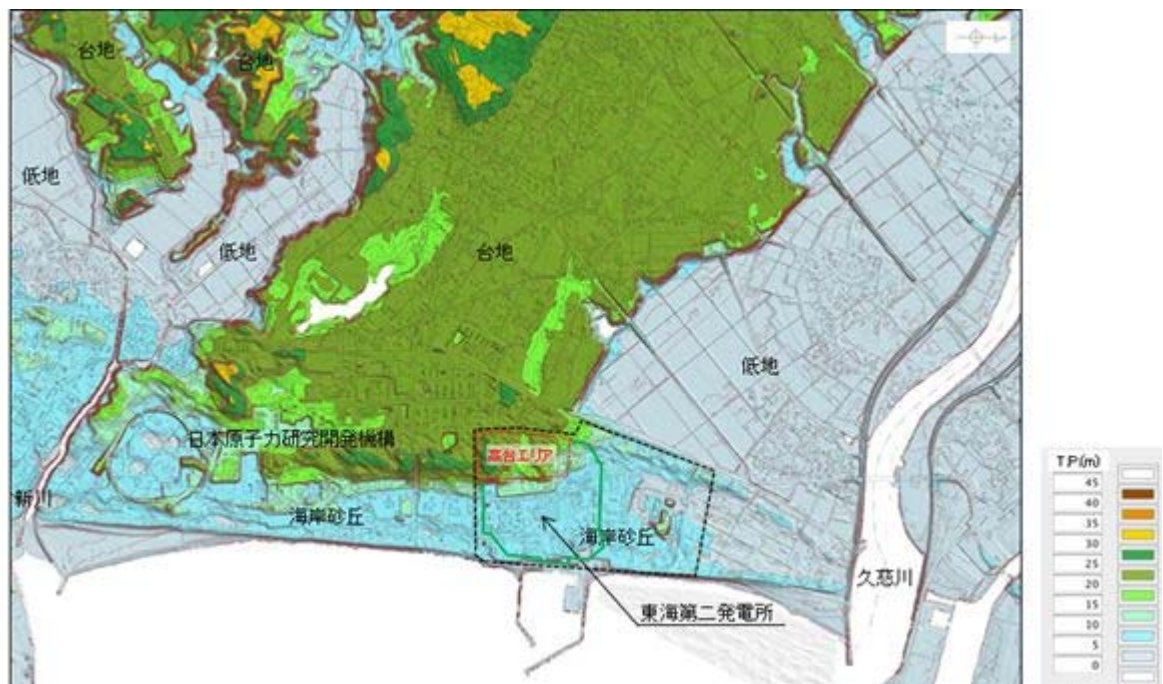 台地
台地
低地
低地
台地
低地
日本原子力研究開発機構
高台エリア
新川
海岸砂丘
海岸砂丘
久慈川
東海第二発電所
T.P.(m)
45
40
35
30
25
20
15
10
5
0